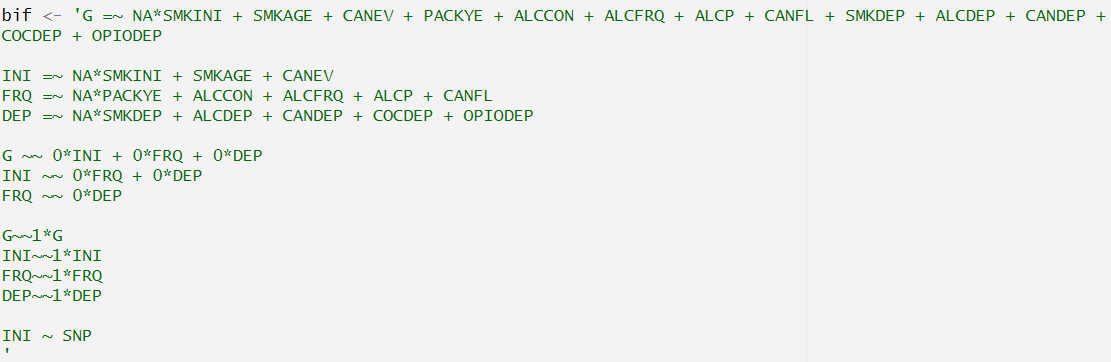 bif <- 'G =~ NA*SMKINI + SMKAGE + CANEV + PACKYE + ALCCON + ALCFRQ + ALCP + CANFL + SMKDEP + ALCDEP + CANDEP +
COCDEP + OPIODEP
INI =~ NA*SMKINI + SMKAGE + CANEV
FRQ =~ NA*PACKYE + ALCCON + ALCFRQ + ALCP + CANFL
DEP =~ NA*SMKDEP + ALCDEP + CANDEP + COCDEP + OPIODEP
G ~~ 0*INI + 0*FRQ + 0*DEP
INI ~~ 0*FRQ + 0*DEP
FRQ ~~ 0*DEP
G~~1*G
INI~~1*INI
FRQ~~1*FRQ
DEP~~1*DEP
INI ~ SNP
'